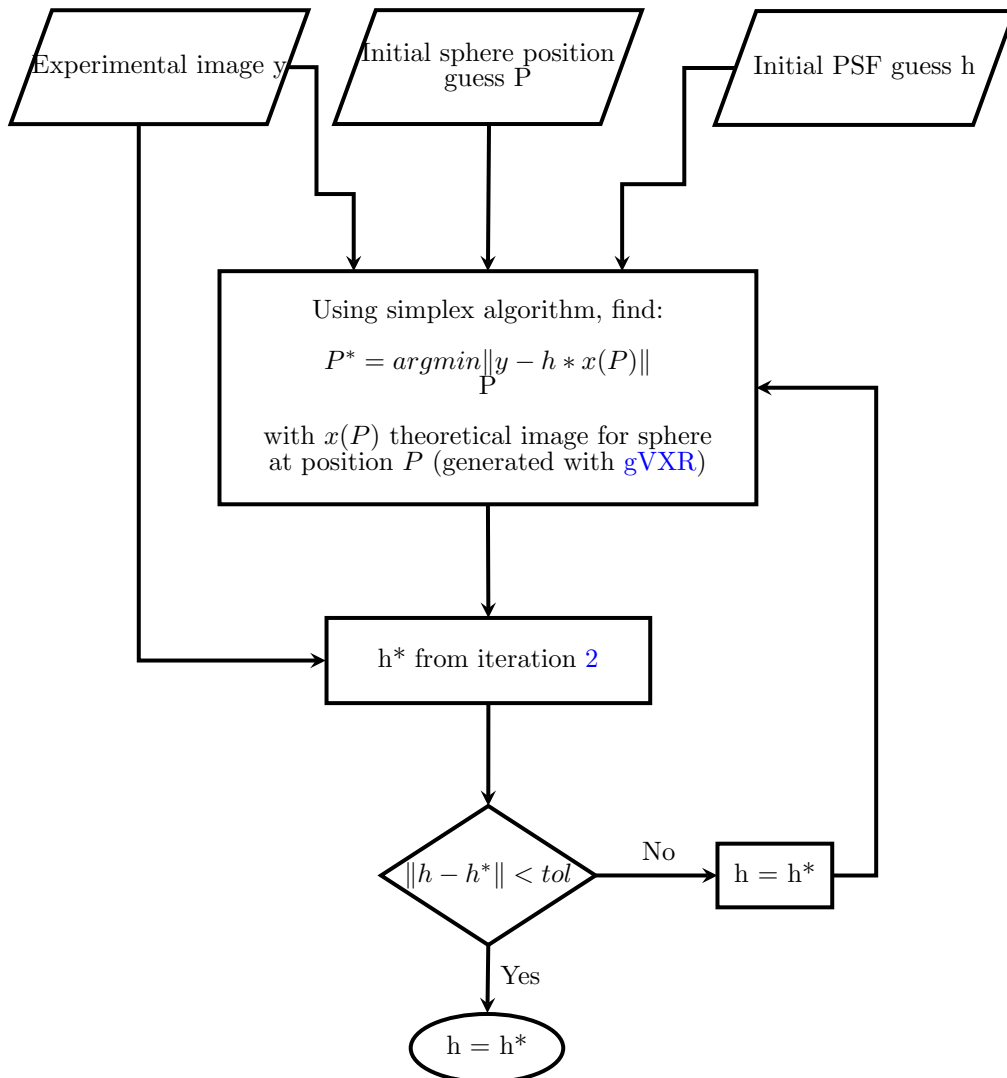 Experimental image y
Initial sphere position
guess P
Initial PSF guess h
Using simplex algorithm, find:
P* = argmin‖y − h ∗ x(P)‖
P
with x(P) theoretical image for sphere
at position P (generated with gVXR)
h* from iteration 2
‖h − h*‖ < tol
No
h = h*
Yes
h = h*